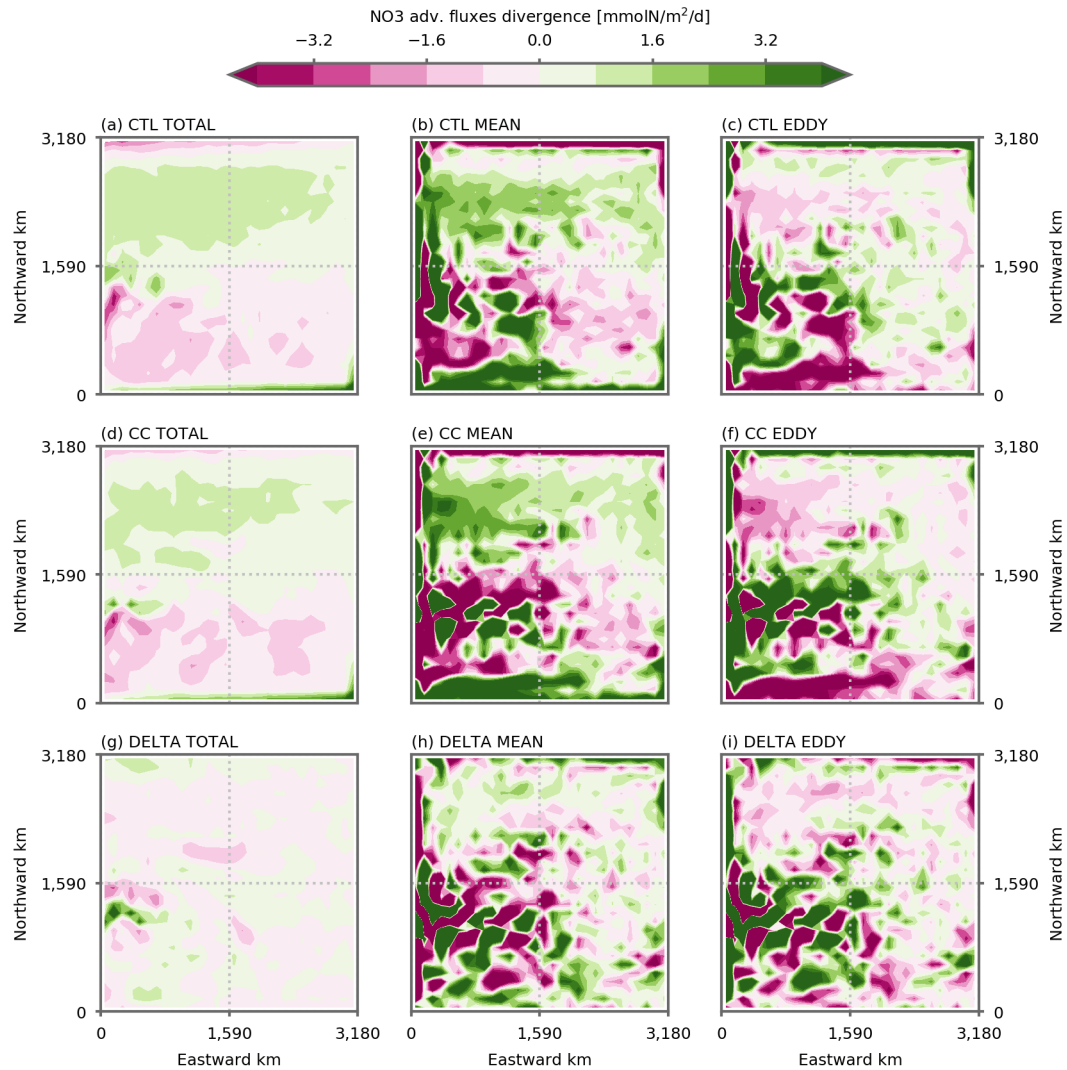 NO3 adv. fluxes divergence [mmolN/m²/d]
−3.2 −1.6 0.0 1.6 3.2
(a) CTL TOTAL (b) CTL MEAN (c) CTL EDDY
3,180 3,180
Northward km 1,590 1,590 Northward km
0 0
(d) CC TOTAL (e) CC MEAN (f) CC EDDY
3,180 3,180
Northward km 1,590 1,590 Northward km
0 0
(g) DELTA TOTAL (h) DELTA MEAN (i) DELTA EDDY
3,180 3,180
Northward km 1,590 1,590 Northward km
0 0
0 1,590 3,180 0 1,590 3,180 0 1,590 3,180
Eastward km Eastward km Eastward km